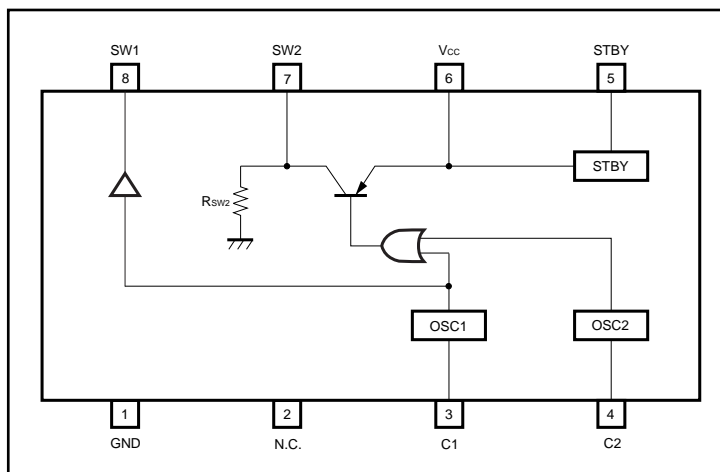 SW1 SW2 VCC STBY
8 7 6 5
STBY
RSW2
OSC1 OSC2
1 2 3 4
GND N.C. C1 C2